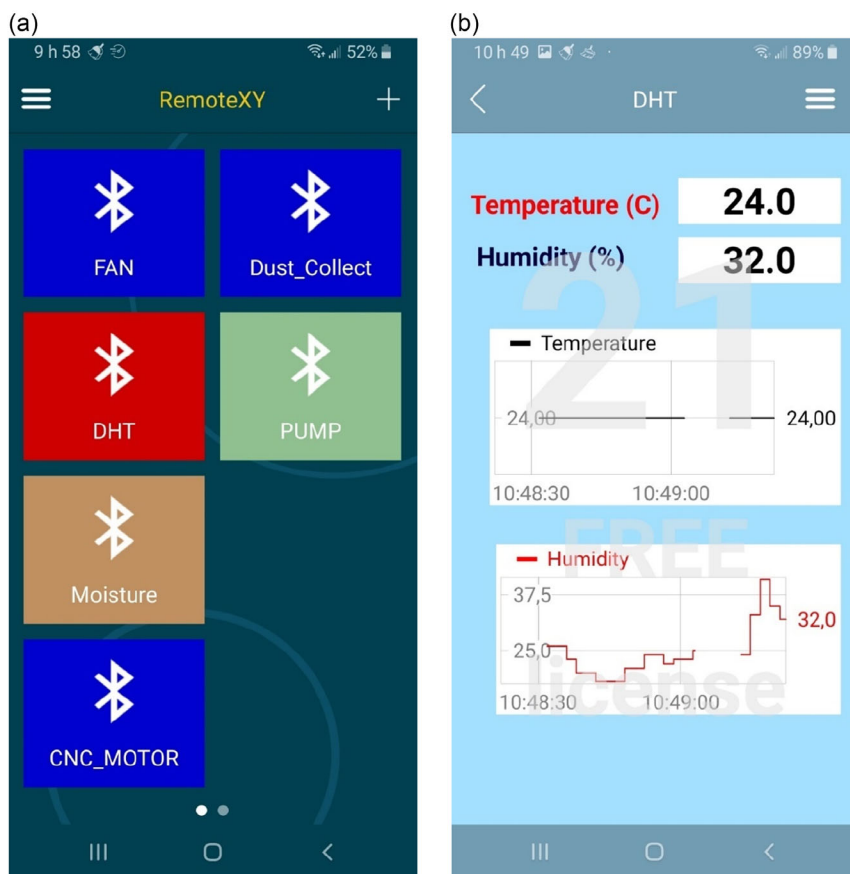 (a)
9 h 58
52%
RemoteXY
FAN
Dust_Collect
DHT
PUMP
Moisture
CNC_MOTOR
(b)
10 h 49
89%
DHT
Temperature (C)
24.0
Humidity (%)
32.0
21
Temperature
24,00
24,00
10:48:30
10:49:00
FREE
Humidity
37,5
32,0
25,0
license
10:48:30
10:49:00